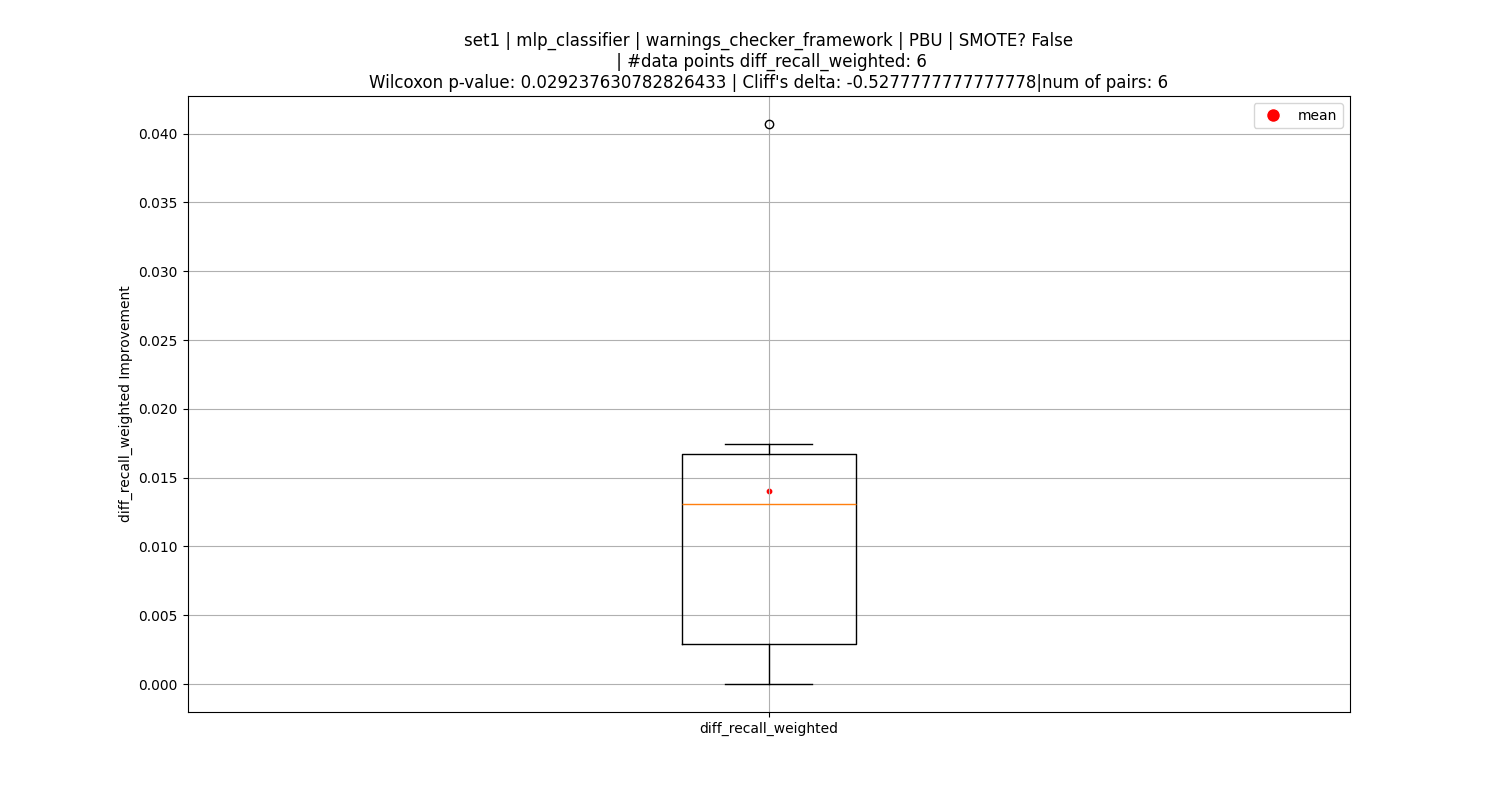 set1 | mlp_classifier | warnings_checker_framework | PBU | SMOTE? False
| #data points diff_recall_weighted: 6
Wilcoxon p-value: 0.029237630782826433 | Cliff's delta: -0.5277777777777778|num of pairs: 6
mean
0.040
0.035
0.030
0.025
0.020
0.015
0.010
0.005
0.000
diff_recall_weighted Improvement
diff_recall_weighted